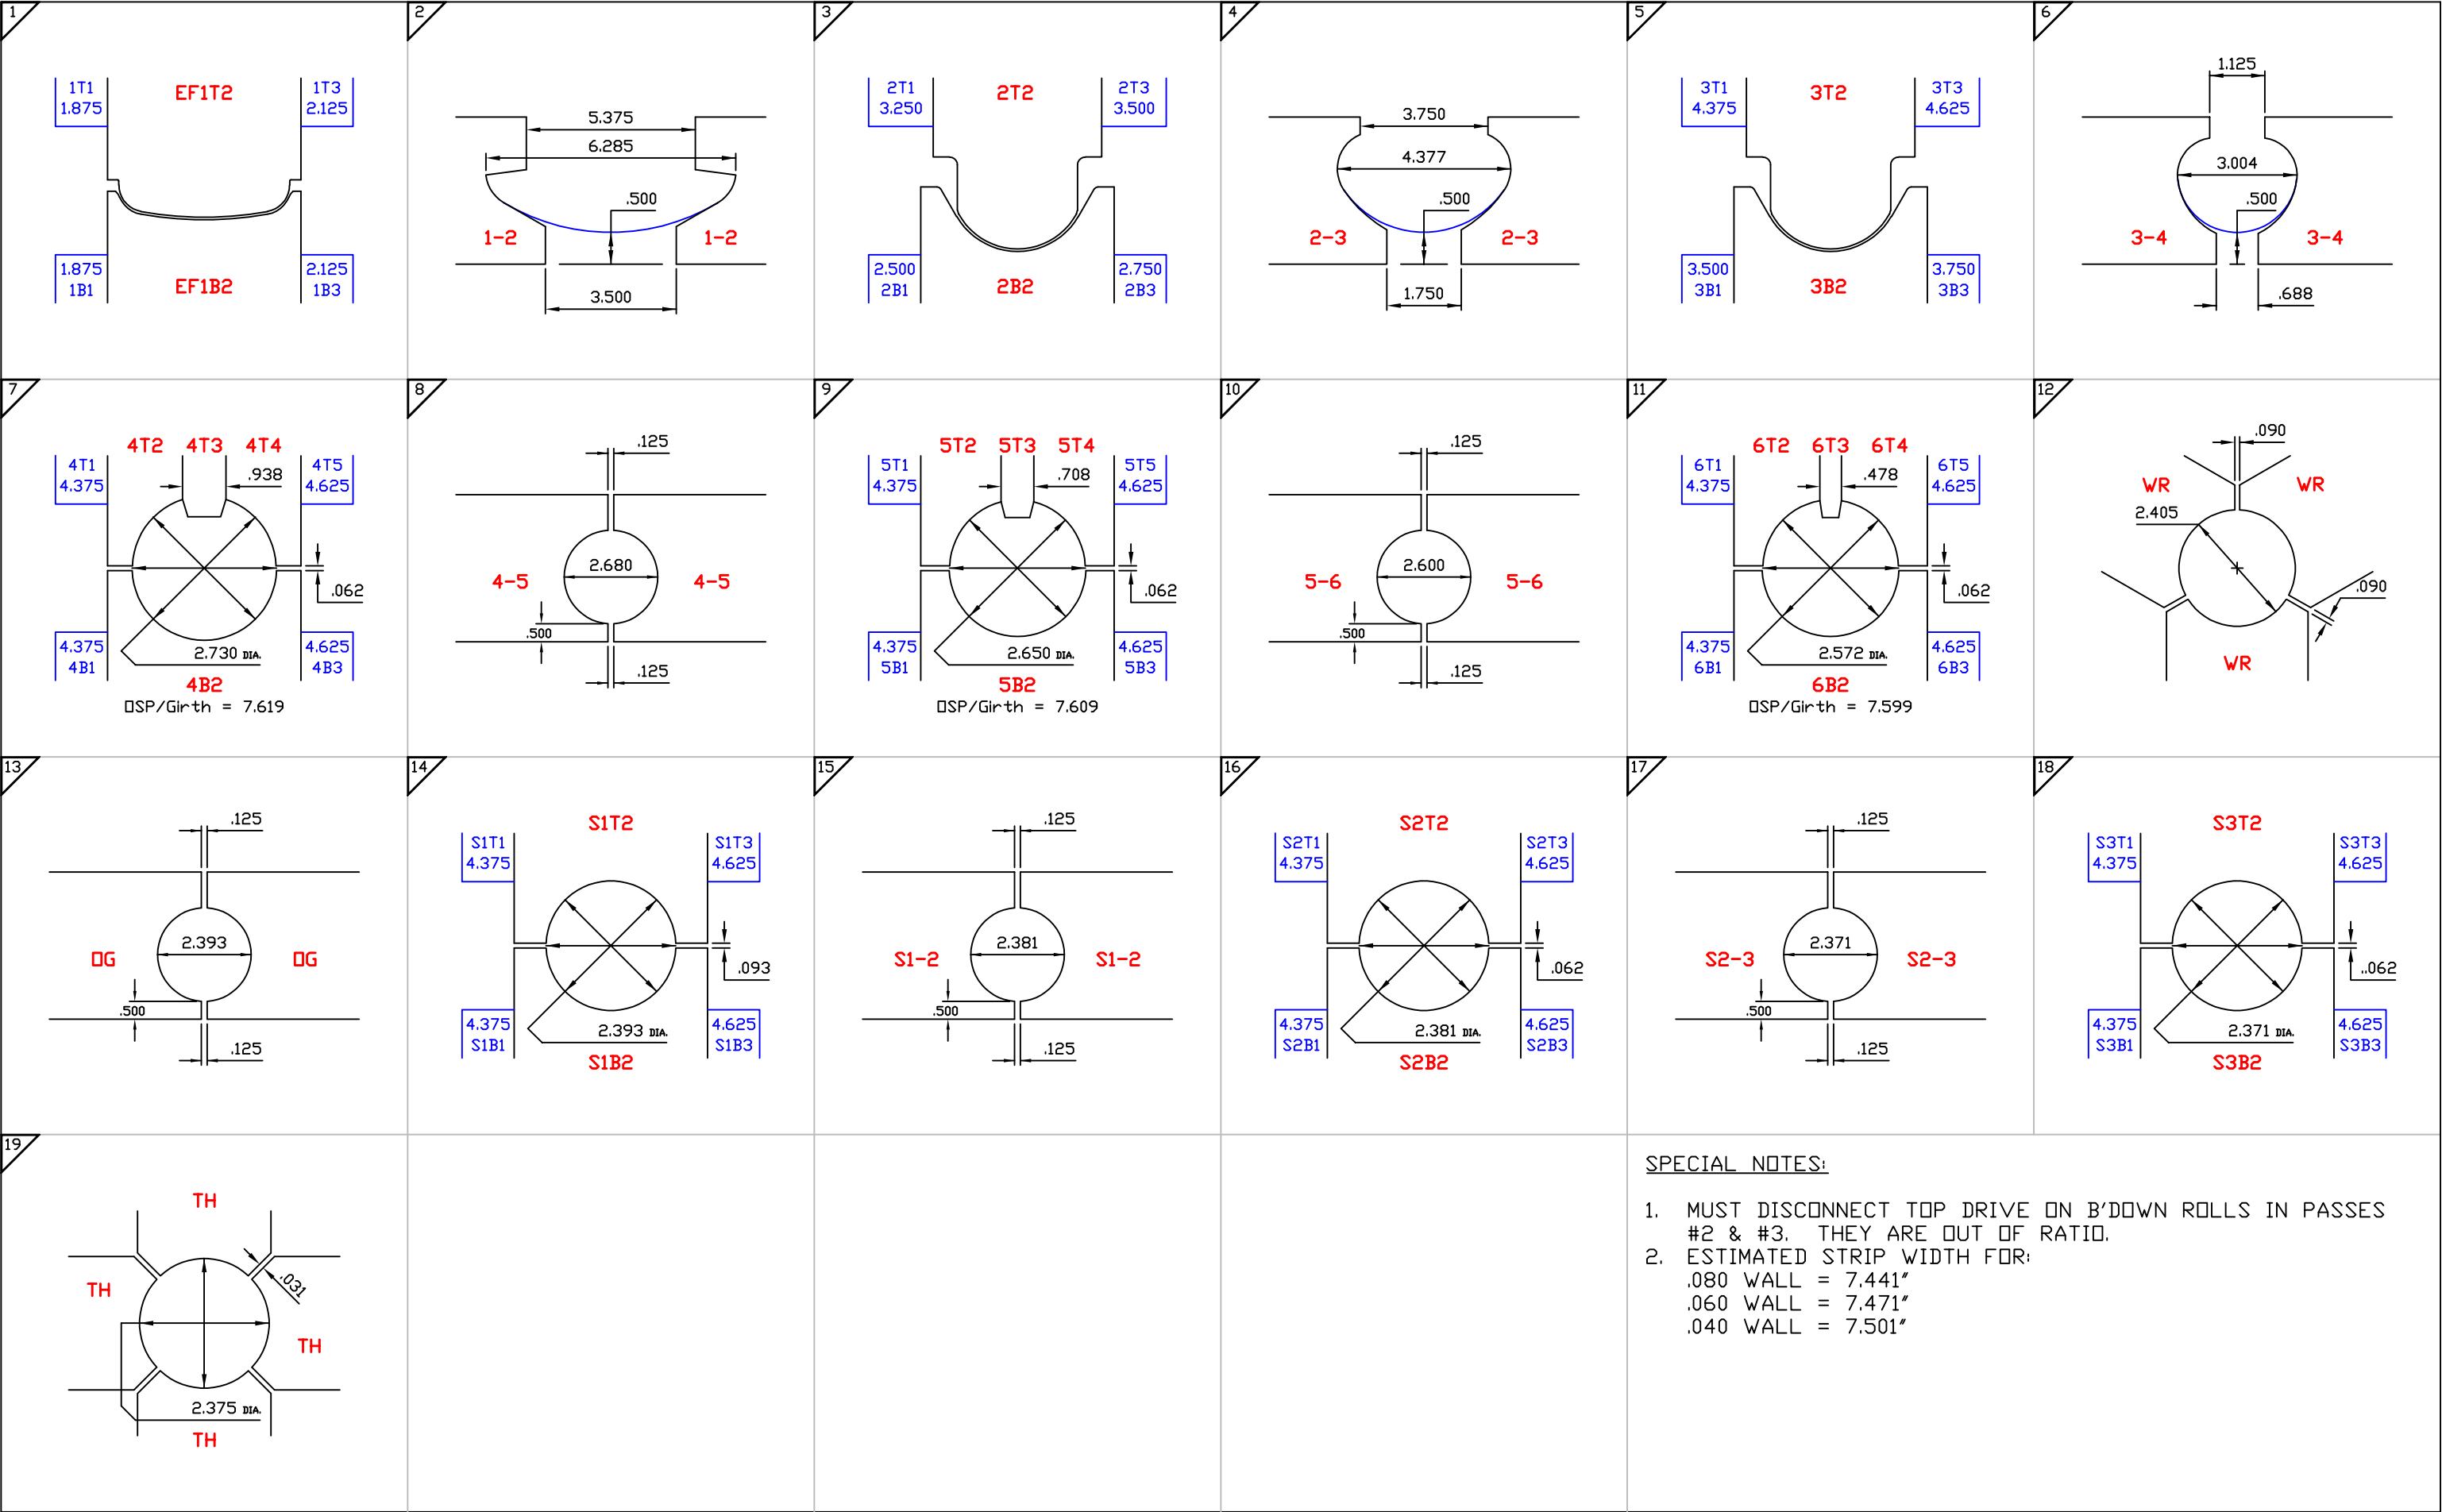 1
1T1
1.875
EF1T2
1T3
2.125
1.875
1B1
EF1B2
2.125
1B3
2
5.375
6.285
.500
1-2
1-2
3.500
3
2T1
3.250
2T2
2T3
3.500
2.500
2B1
2B2
2.750
2B3
4
3.750
4.377
.500
2-3
2-3
1.750
5
3T1
4.375
3T2
3T3
4.625
3.500
3B1
3B2
3.750
3B3
6
1.125
3.004
.500
3-4
3-4
.688
7
4T2 4T3 4T4
4T1
4.375
.938
4T5
4.625
.062
4.375
4B1
2.730 DIA.
4.625
4B3
4B2
OSP/Girth = 7.619
8
.125
2.680
4-5
4-5
.500
.125
9
5T2 5T3 5T4
5T1
4.375
.708
5T5
4.625
.062
4.375
5B1
2.650 DIA.
4.625
5B3
5B2
OSP/Girth = 7.609
10
.125
2.600
5-6
5-6
.500
.125
11
6T2 6T3 6T4
6T1
4.375
.478
6T5
4.625
.062
4.375
6B1
2.572 DIA.
4.625
6B3
6B2
OSP/Girth = 7.599
12
.090
WR
WR
2.405
.090
WR
13
.125
2.393
OG
OG
.500
.125
14
S1T2
S1T1
4.375
S1T3
4.625
.093
4.375
S1B1
2.393 DIA.
4.625
S1B3
S1B2
15
.125
2.381
S1-2
S1-2
.500
.125
16
S2T2
S2T1
4.375
S2T3
4.625
.062
4.375
S2B1
2.381 DIA.
4.625
S2B3
S2B2
17
.125
2.371
S2-3
S2-3
.500
.125
18
S3T2
S3T1
4.375
S3T3
4.625
..062
4.375
S3B1
2.371 DIA.
4.625
S3B3
S3B2
19
TH
.031
TH
TH
2.375 DIA.
TH
SPECIAL NOTES:
1. MUST DISCONNECT TOP DRIVE ON B'DOWN ROLLS IN PASSES
#2 & #3. THEY ARE OUT OF RATIO.
2. ESTIMATED STRIP WIDTH FOR:
.080 WALL = 7.441"
.060 WALL = 7.471"
.040 WALL = 7.501"